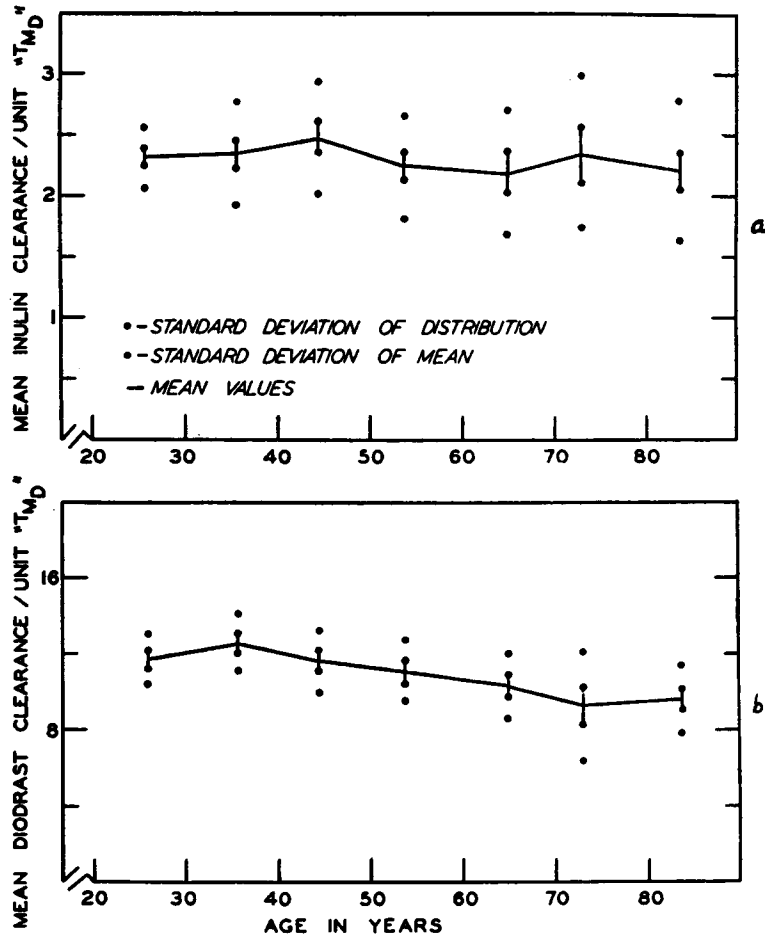 MEAN INULIN CLEARANCE / UNIT "TMD"
3
2
1
• - STANDARD DEVIATION OF DISTRIBUTION
• - STANDARD DEVIATION OF MEAN
— MEAN VALUES
20 30 40 50 60 70 80
a
MEAN DIODRAST CLEARANCE / UNIT "TMD"
16
8
20 30 40 50 60 70 80
AGE IN YEARS
b